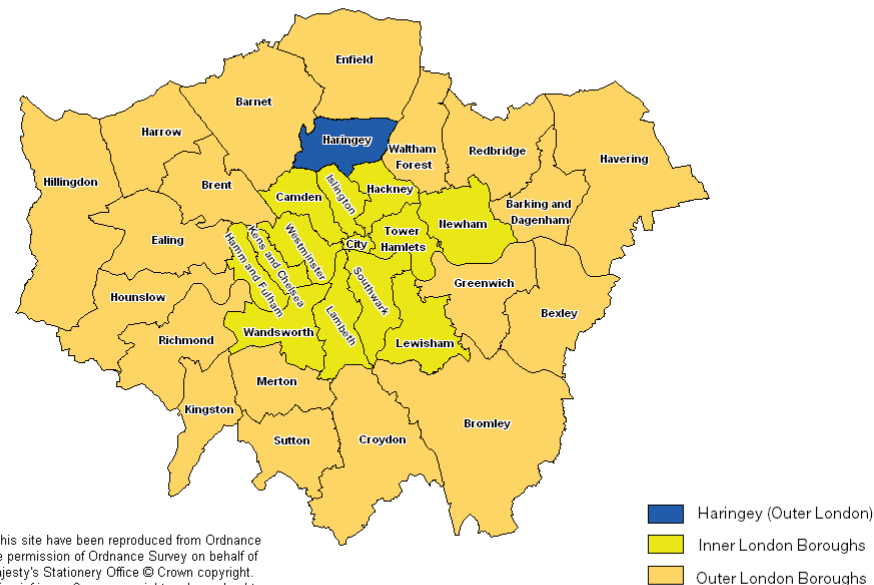 Enfield
Barnet
Harrow
Haringey
Waltham
Forest
Redbridge
Havering
Hillingdon
Brent
Camden
Islington
Hackney
Barking and
Dagenham
Newham
Ealing
Hamm and Fulham
Kens and Chelsea
Westminster
City
Tower
Hamlets
Greenwich
Hounslow
Southwark
Bexley
Richmond
Wandsworth
Lambeth
Lewisham
Merton
Kingston
Bromley
Sutton
Croydon
his site have been reproduced from Ordnance
e permission of Ordnance Survey on behalf of
ajesty's Stationery Office © Crown copyright.
Haringey (Outer London)
Inner London Boroughs
Outer London Boroughs